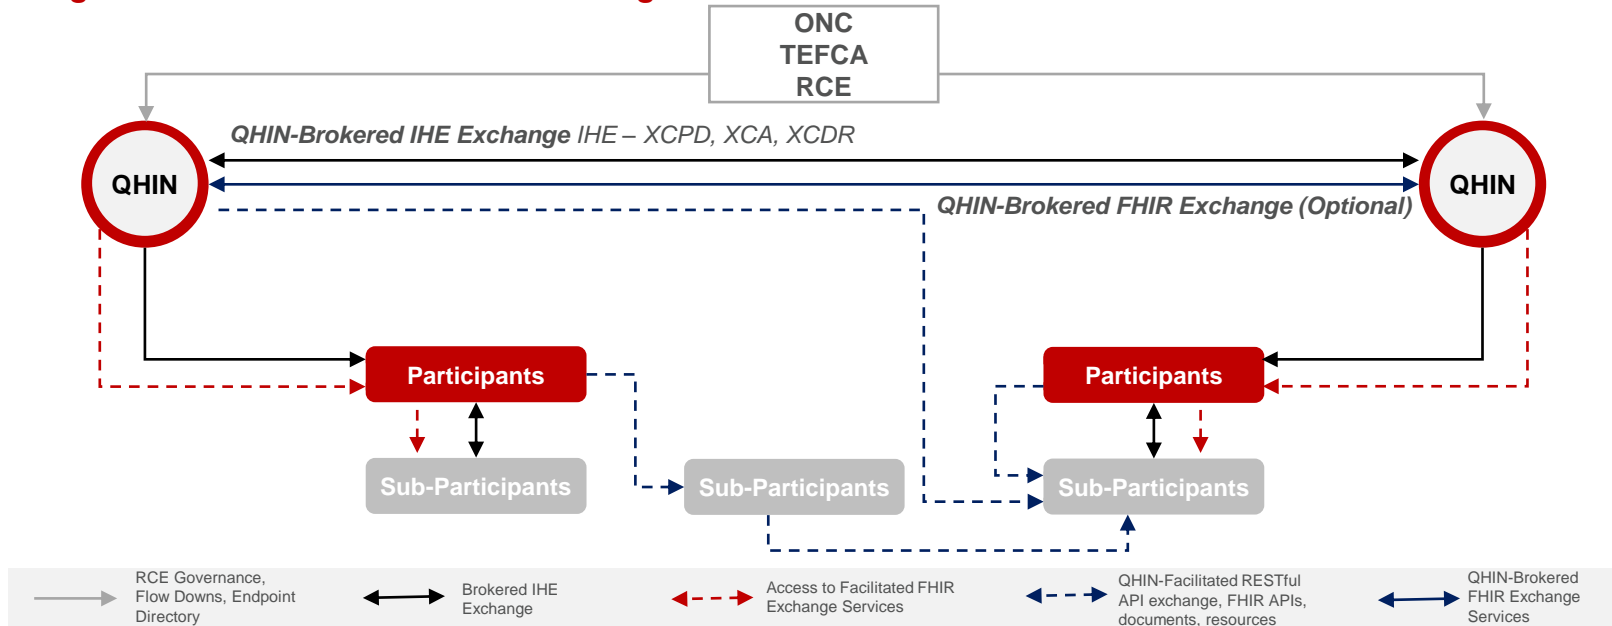 ONC
TEFCA
RCE
QHIN-Brokered IHE Exchange IHE – XCPD, XCA, XCDR
QHIN
QHIN
QHIN-Brokered FHIR Exchange (Optional)
Participants
Participants
Sub-Participants
Sub-Participants
Sub-Participants
RCE Governance,
Flow Downs, Endpoint
Directory
Brokered IHE
Exchange
Access to Facilitated FHIR
Exchange Services
QHIN-Facilitated RESTful
API exchange, FHIR APIs,
documents, resources
QHIN-Brokered
FHIR Exchange
Services